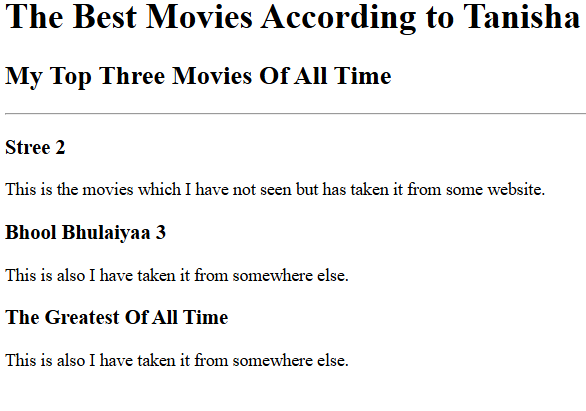 The Best Movies According to Tanisha
My Top Three Movies Of All Time
Stree 2
This is the movies which I have not seen but has taken it from some website.
Bhool Bhulaiyaa 3
This is also I have taken it from somewhere else.
The Greatest Of All Time
This is also I have taken it from somewhere else.